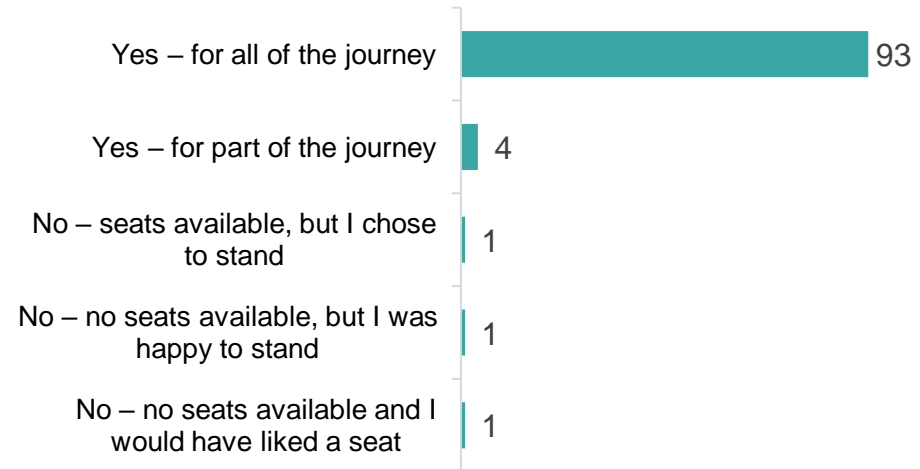 Yes – for all of the journey
93
Yes – for part of the journey
4
No – seats available, but I chose
to stand
1
No – no seats available, but I was
happy to stand
1
No – no seats available and I
would have liked a seat
1